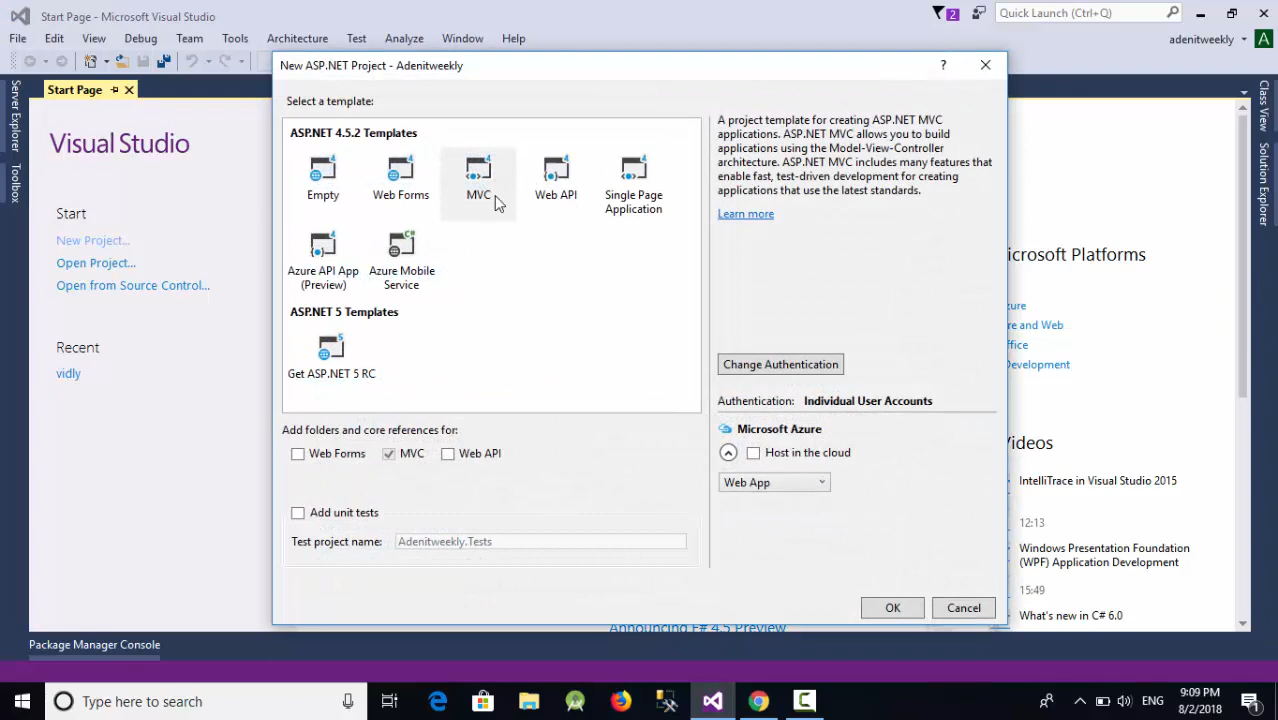 Start Page - Microsoft Visual Studio
2
Quick Launch (Ctrl+Q)
File Edit View Debug Team Tools Architecture Test Analyze Window Help
adenitweekly
A
Start Page
Server Explorer
Toolbox
Class View
Solution Explorer
Visual Studio
Start
New Project...
Open Project...
Open from Source Control...
Recent
vidly
New ASP.NET Project - Adenitweekly
?
Select a template:
ASP.NET 4.5.2 Templates
Empty
Web Forms
MVC
Web API
Single Page
Application
Azure API App
(Preview)
Azure Mobile
Service
ASP.NET 5 Templates
Get ASP.NET 5 RC
Add folders and core references for:
Web Forms MVC Web API
Add unit tests
Test project name: Adenitweekly.Tests
A project template for creating ASP.NET MVC
applications. ASP.NET MVC allows you to build
applications using the Model-View-Controller
architecture. ASP.NET MVC includes many features that
enable fast, test-driven development for creating
applications that use the latest standards.
Learn more
Change Authentication
Authentication: Individual User Accounts
Microsoft Azure
Host in the cloud
Web App
OK Cancel
icrosoft Platforms
zure
re and Web
ffice
Development
Videos
IntelliTrace in Visual Studio 2015
12:13
Windows Presentation Foundation
(WPF) Application Development
15:49
What's new in C# 6.0
Announcing F# 4.5 Preview
Package Manager Console
Type here to search
ENG
9:09 PM
8/2/2018
1